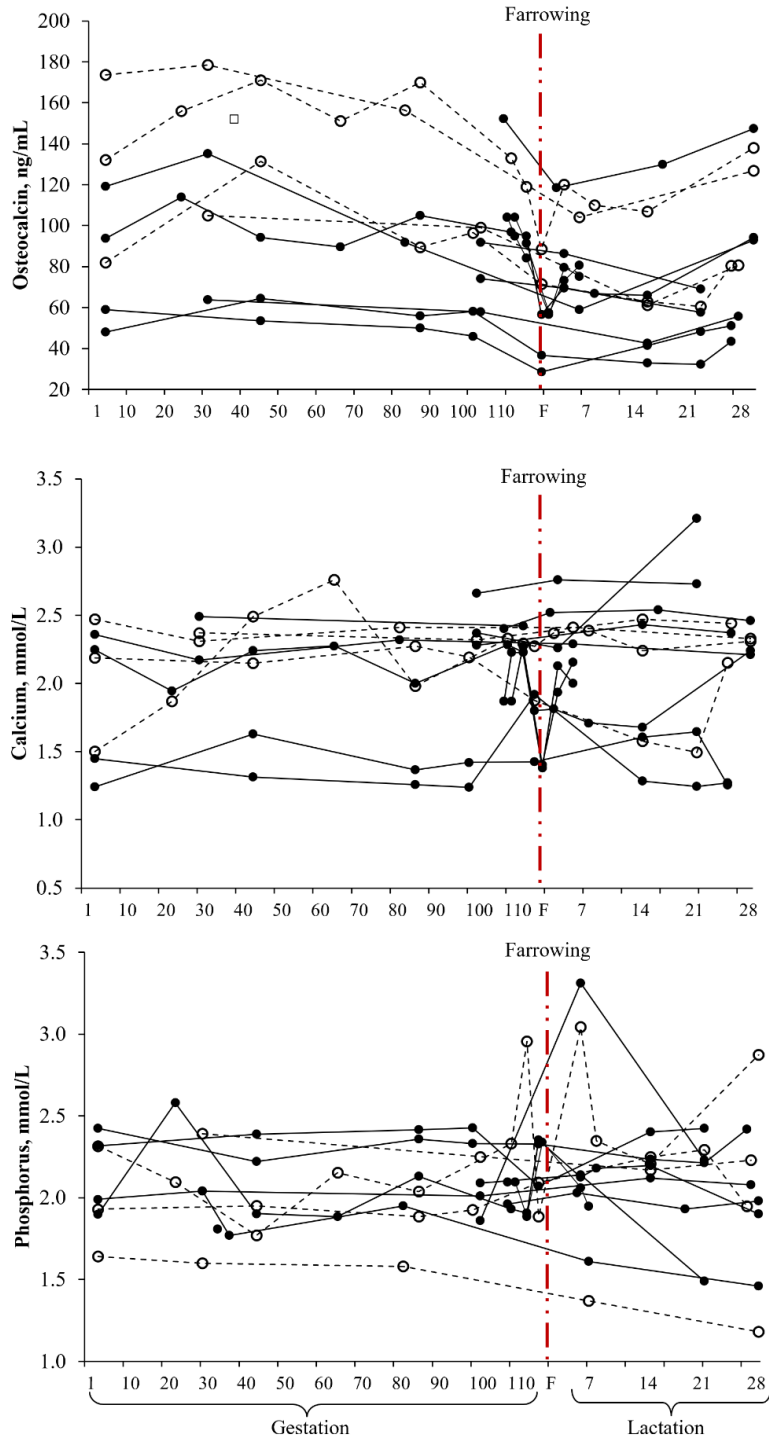 Farrowing
200
180
160
140
120
100
80
60
40
20
Osteocalcin, ng/mL
1 10 20 30 40 50 60 70 80 90 100 110 F 7 14 21 28
Farrowing
3.5
3.0
2.5
2.0
1.5
1.0
0.5
Calcium, mmol/L
1 10 20 30 40 50 60 70 80 90 100 110 F 7 14 21 28
Farrowing
3.5
3.0
2.5
2.0
1.5
1.0
Phosphorus, mmol/L
1 10 20 30 40 50 60 70 80 90 100 110 F 7 14 21 28
Gestation Lactation